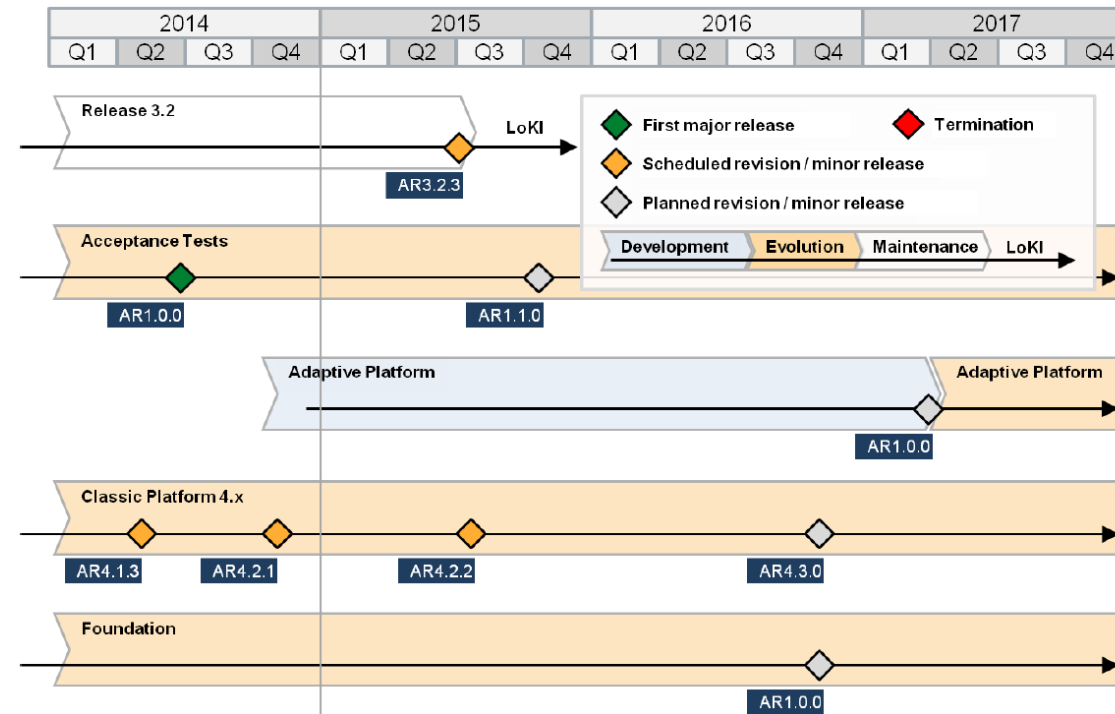 2014 2015 2016 2017
Q1 Q2 Q3 Q4 Q1 Q2 Q3 Q4 Q1 Q2 Q3 Q4 Q1 Q2 Q3 Q4
Release 3.2
LoKI
AR3.2.3
First major release
Termination
Scheduled revision / minor release
Planned revision / minor release
Development Evolution Maintenance LoKI
Acceptance Tests
AR1.0.0
AR1.1.0
Adaptive Platform
Adaptive Platform
AR1.0.0
Classic Platform 4.x
AR4.1.3
AR4.2.1
AR4.2.2
AR4.3.0
Foundation
AR1.0.0